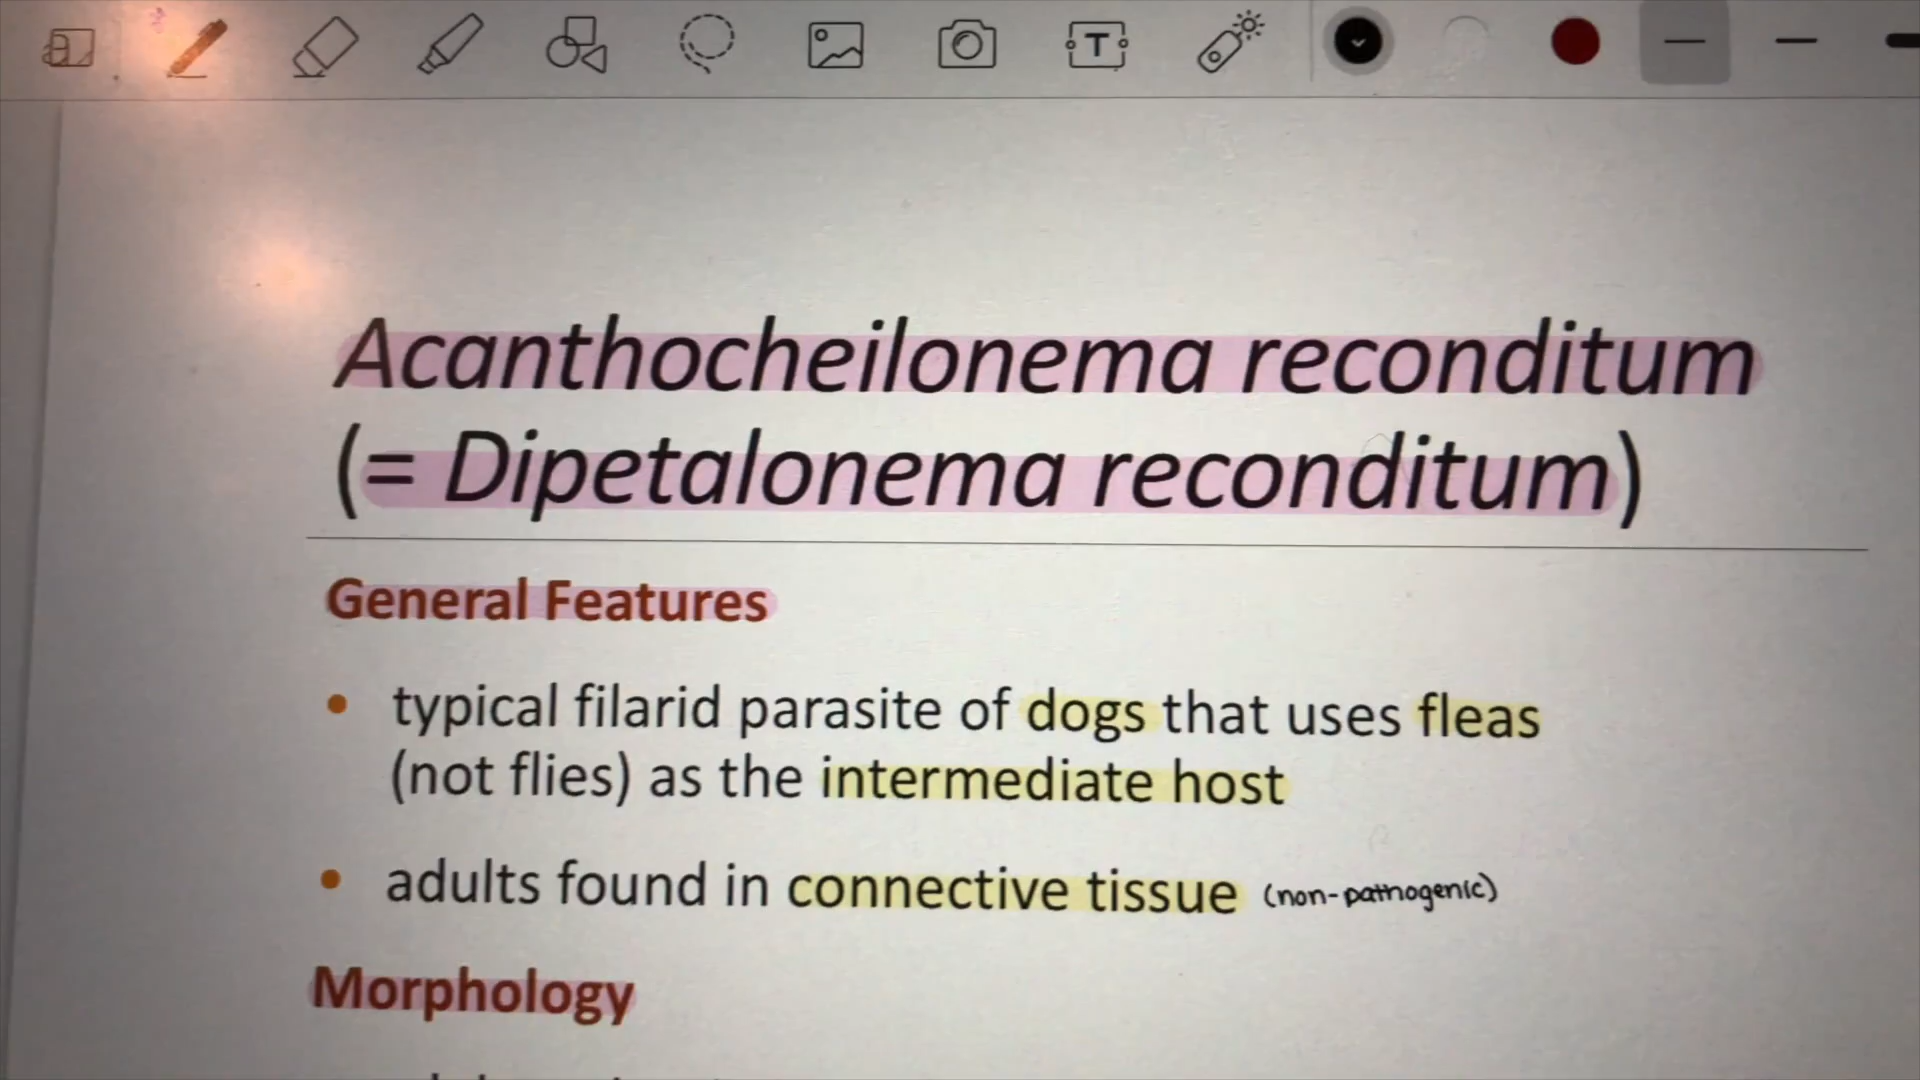 T
Acanthocheilonema reconditum
(= Dipetalonema reconditum)
General Features
• typical filarid parasite of dogs that uses fleas
(not flies) as the intermediate host
• adults found in connective tissue (non-pathogenic)
Morphology